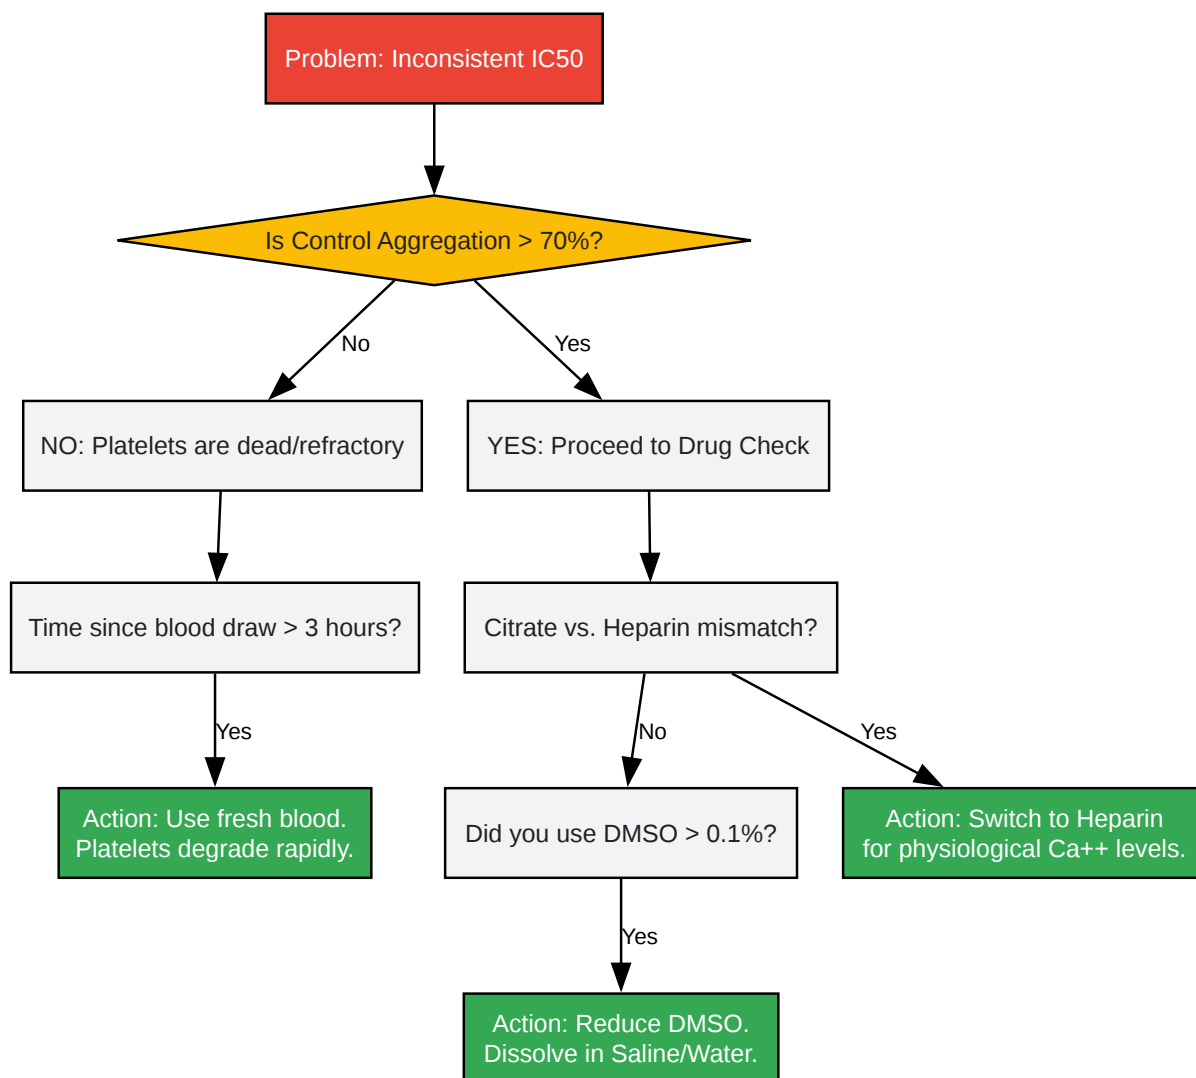 Problem: Inconsistent IC50
Is Control Aggregation > 70%?
No
Yes
NO: Platelets are dead/refractory
YES: Proceed to Drug Check
Time since blood draw > 3 hours?
Citrate vs. Heparin mismatch?
Yes
No
Yes
Action: Use fresh blood.
Platelets degrade rapidly.
Did you use DMSO > 0.1%?
Action: Switch to Heparin
for physiological Ca++ levels.
Yes
Action: Reduce DMSO.
Dissolve in Saline/Water.